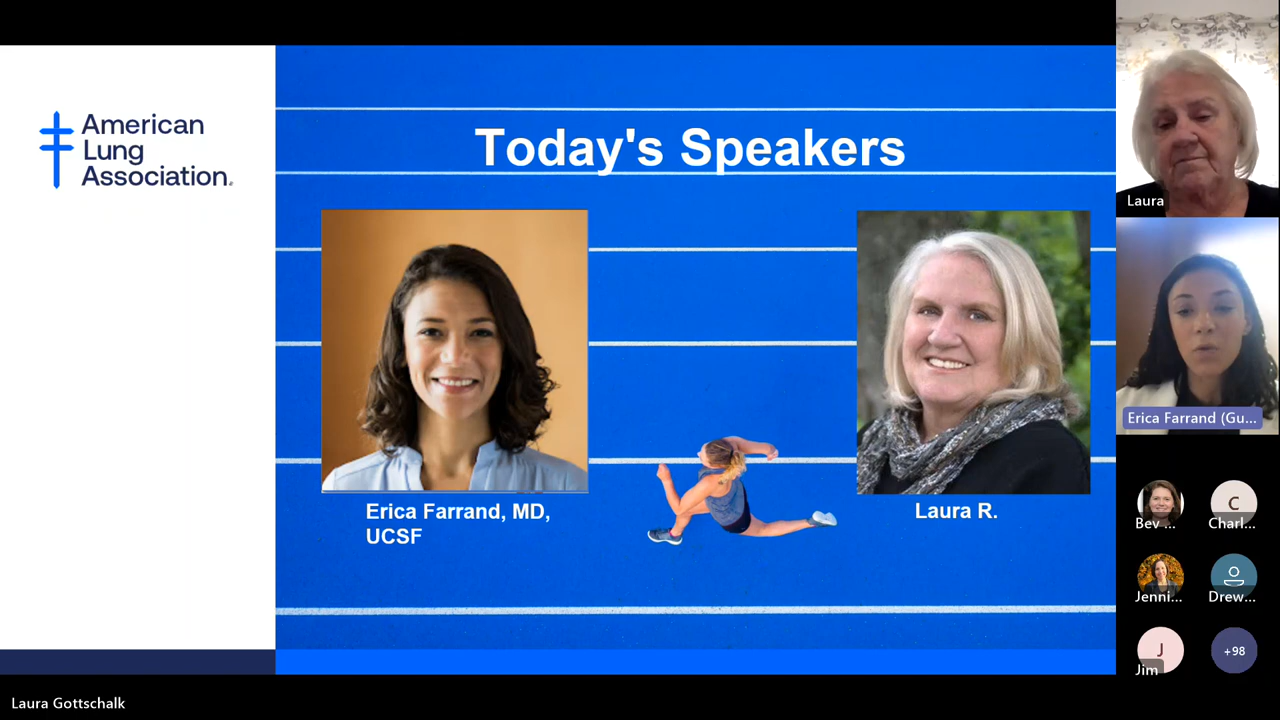 American
Lung
Association.
Today's Speakers
Erica Farrand, MD,
UCSF
Laura R.
Laura
Erica Farrand (Gu...
Bev ...
C
Charl...
Jenni...
Drew...
J
Jim
+98
Laura Gottschalk